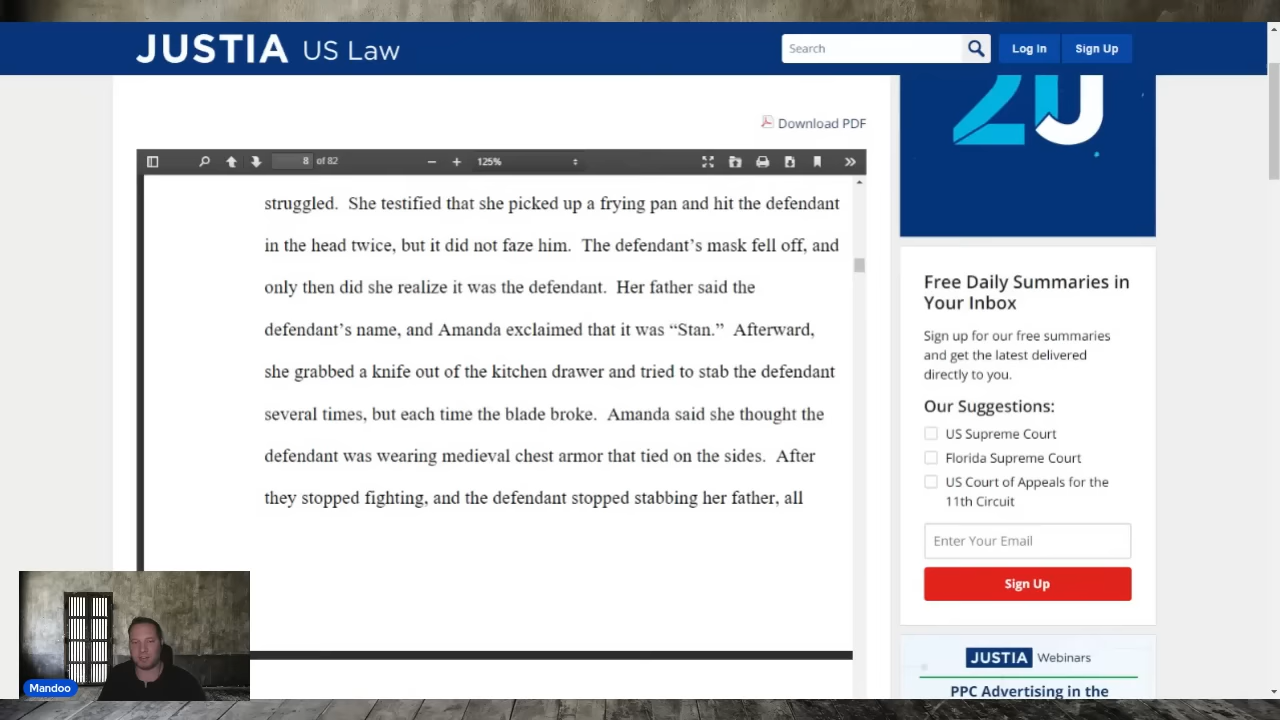 JUSTIA US Law
Search
Log In
Sign Up
Download PDF
8 of 82
125%
struggled. She testified that she picked up a frying pan and hit the defendant
in the head twice, but it did not faze him. The defendant's mask fell off, and
only then did she realize it was the defendant. Her father said the
defendant's name, and Amanda exclaimed that it was “Stan.” Afterward,
she grabbed a knife out of the kitchen drawer and tried to stab the defendant
several times, but each time the blade broke. Amanda said she thought the
defendant was wearing medieval chest armor that tied on the sides. After
they stopped fighting, and the defendant stopped stabbing her father, all
20
Free Daily Summaries in
Your Inbox
Sign up for our free summaries
and get the latest delivered
directly to you.
Our Suggestions:
US Supreme Court
Florida Supreme Court
US Court of Appeals for the
11th Circuit
Enter Your Email
Sign Up
JUSTIA Webinars
PPC Advertising in the
Mandoo